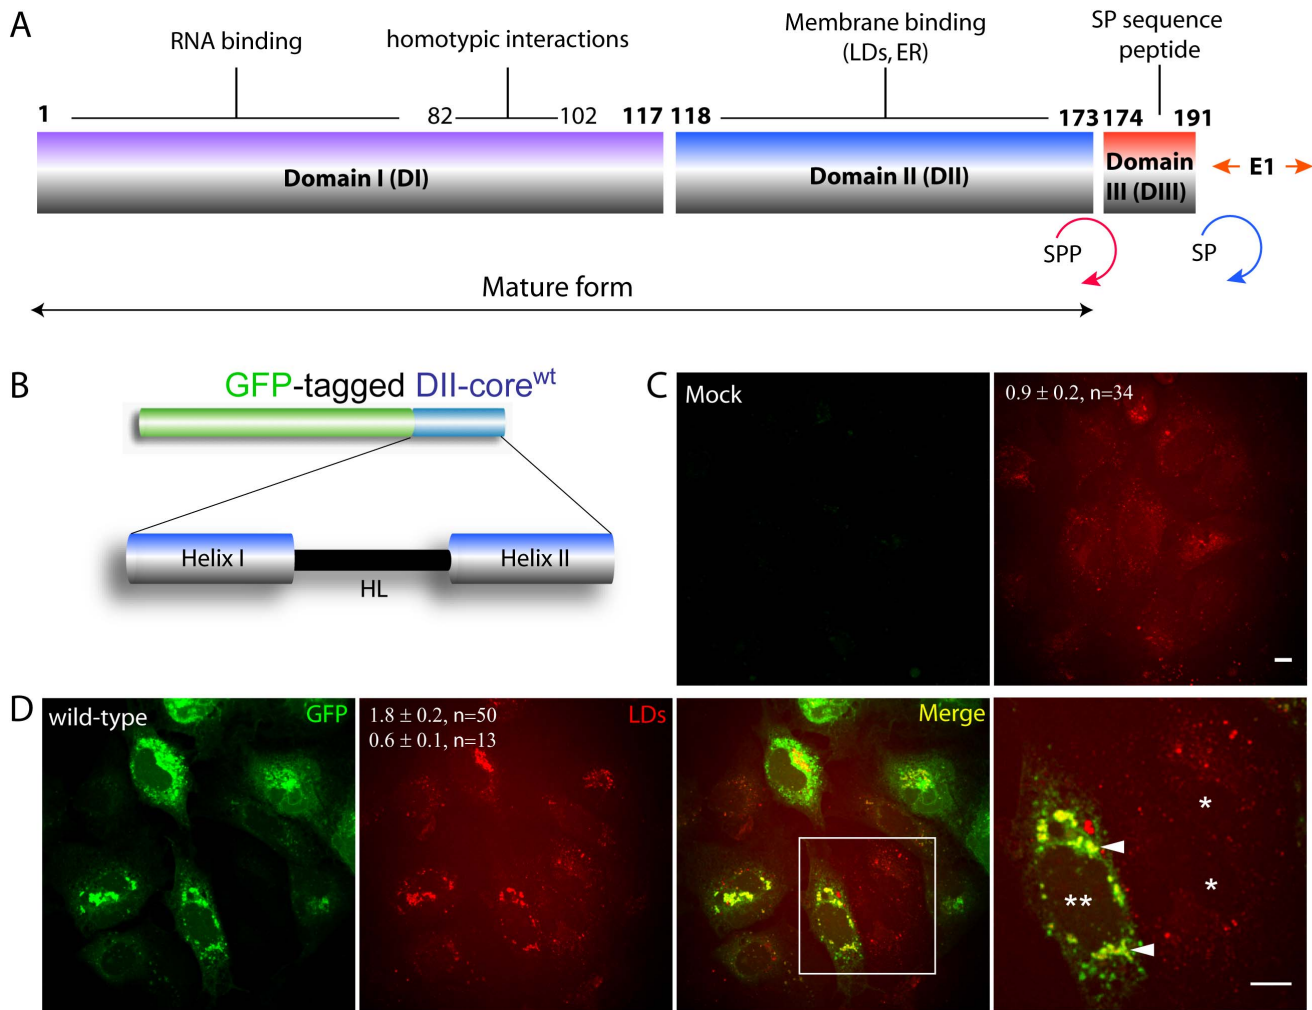 A
RNA binding
homotypic interactions
Membrane binding
(LDs, ER)
SP sequence
peptide
1
82
102
117
118
173
174
191
Domain I (DI)
Domain II (DII)
Domain
III (DIII)
E1
SPP
SP
Mature form
B
GFP-tagged DII-coreʷᵗ
Helix I
HL
Helix II
C
Mock
0.9 ± 0.2, n=34
D
wild-type
GFP
1.8 ± 0.2, n=50
0.6 ± 0.1, n=13
LDs
Merge
*
*
**